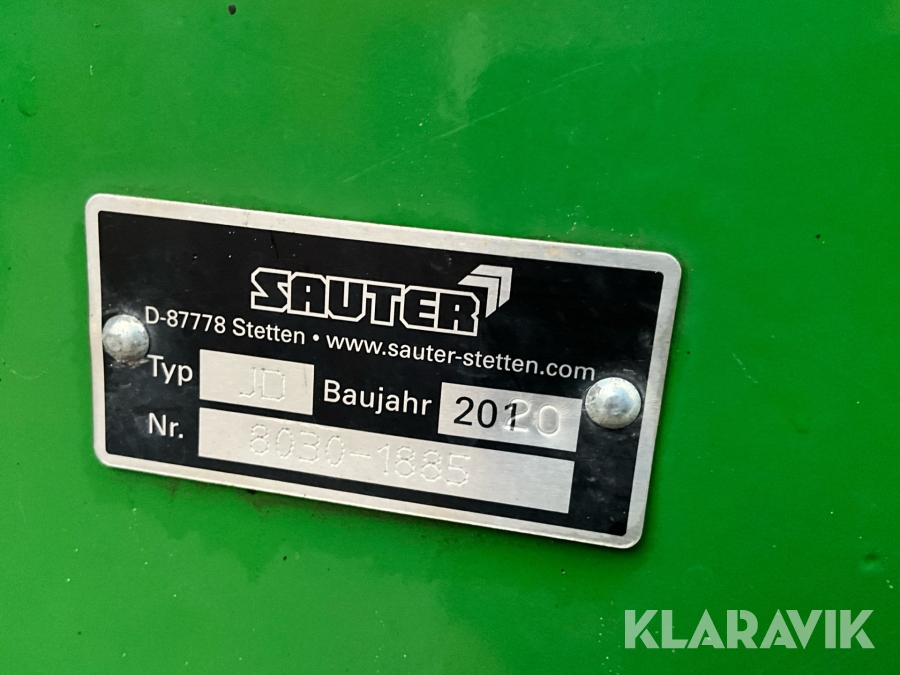 SAUTER
D-87778 Stetten • www.sauter-stetten.com
Typ JD Baujahr 2020
Nr. 8030-1885
KLARAVIK